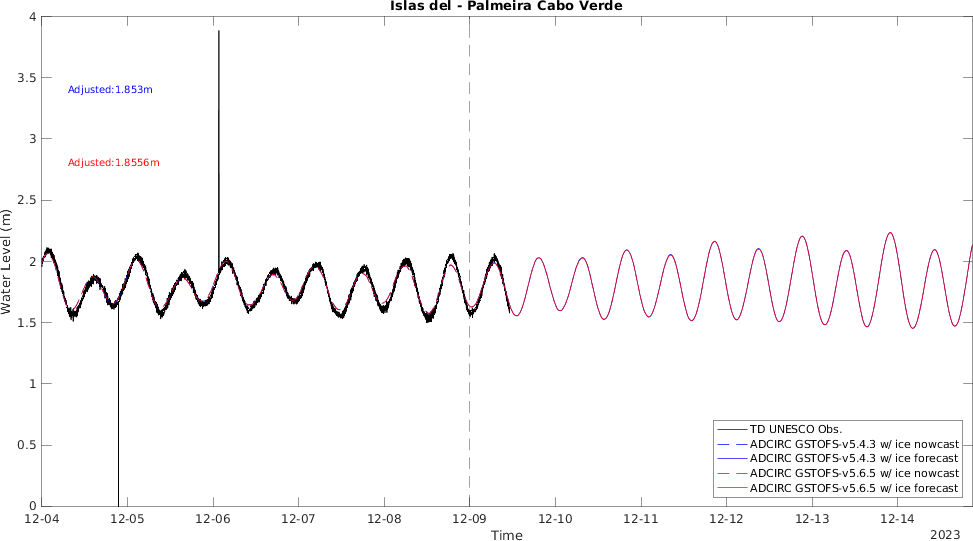 Islas del - Palmeira Cabo Verde
4
3.5
3
2.5
2
1.5
1
0.5
0
Water Level (m)
Adjusted:1.853m
Adjusted:1.8556m
TD UNESCO Obs.
ADCIRC GSTOFS-v5.4.3 w/ ice nowcast
ADCIRC GSTOFS-v5.4.3 w/ ice forecast
ADCIRC GSTOFS-v5.6.5 w/ ice nowcast
ADCIRC GSTOFS-v5.6.5 w/ ice forecast
12-04 12-05 12-06 12-07 12-08 12-09 12-10 12-11 12-12 12-13 12-14
Time
2023